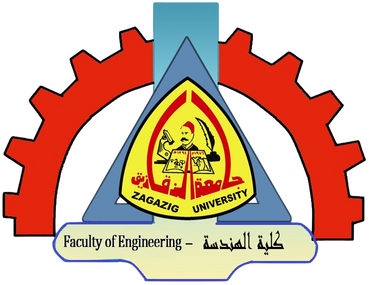 جامعة الزقازيق
ZAGAZIG UNIVERSITY
Faculty of Engineering – كلية الهندسة